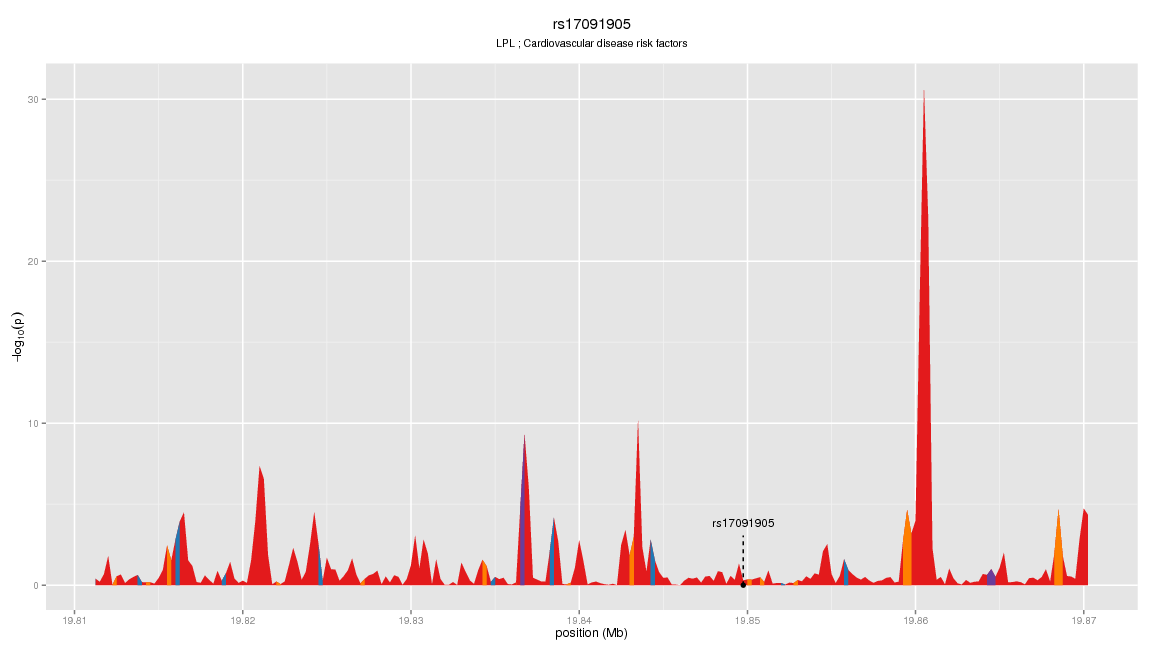 rs17091905
LPL ; Cardiovascular disease risk factors
30
20
10
0
−log10(p)
rs17091905
19.81 19.82 19.83 19.84 19.85 19.86 19.87
position (Mb)